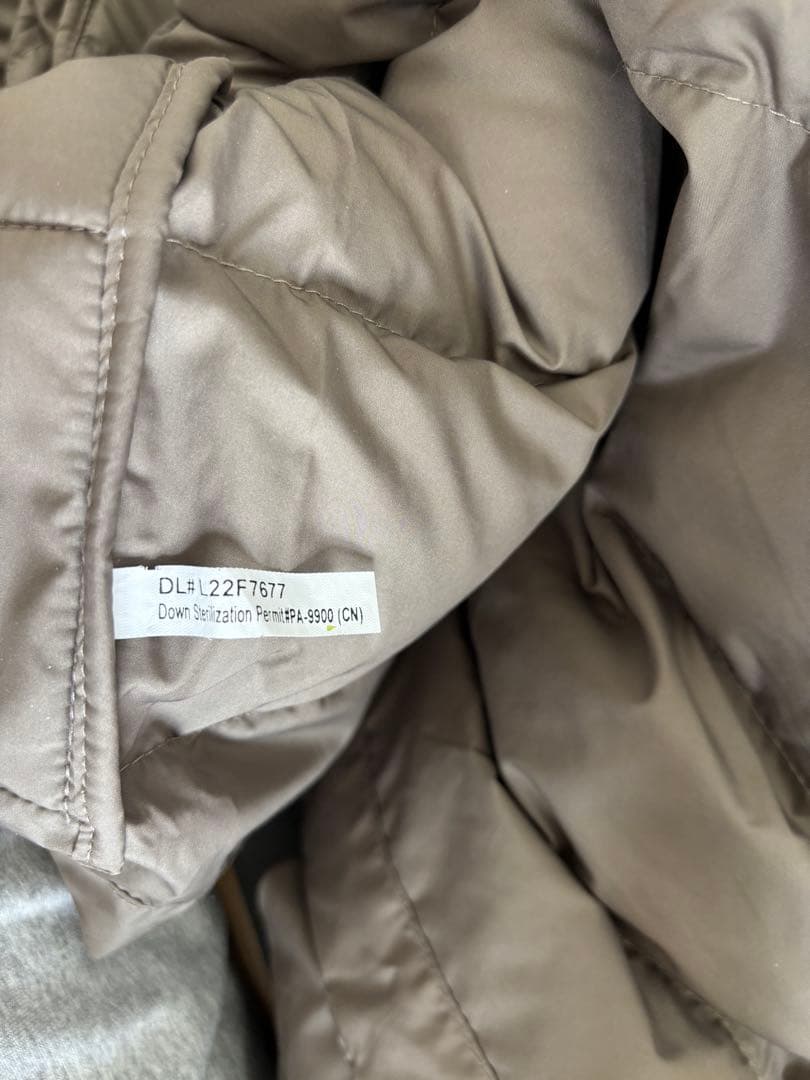 DL# L22F7677
Down Sterilization Permit#PA-9900 (CN)